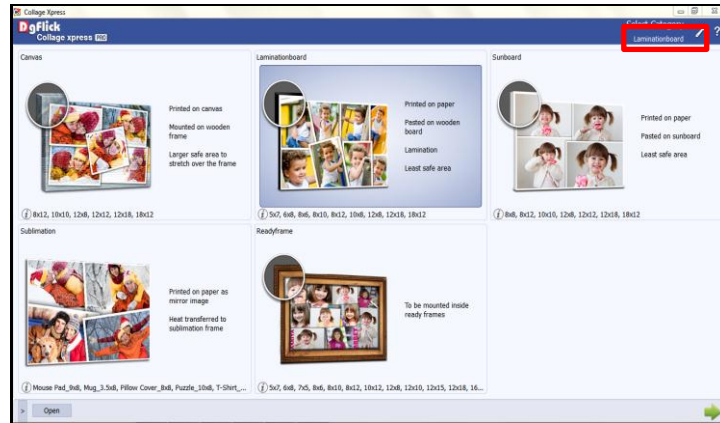 Collage Xpress
DgFlick
Collage xpress PRO
Select Category
Laminationboard
?
Canvas
Printed on canvas
Mounted on wooden
frame
Larger safe area to
stretch over the frame
8x12, 10x10, 12x8, 12x12, 12x18, 18x12
Laminationboard
Printed on paper
Pasted on wooden
board
Lamination
Least safe area
5x7, 6x8, 8x6, 8x10, 8x12, 10x8, 12x8, 12x18, 18x12
Sunboard
Printed on paper
Pasted on sunboard
Least safe area
8x8, 8x12, 10x10, 12x8, 12x12, 12x18, 18x12
Sublimation
Printed on paper as
mirror image
Heat transferred to
sublimation frame
Mouse Pad_9x8, Mug_3.5x8, Pillow Cover_8x8, Puzzle_10x8, T-Shirt_...
Readyframe
To be mounted inside
ready frames
5x7, 6x8, 7x5, 8x6, 8x10, 8x12, 10x12, 12x8, 12x10, 12x15, 12x18, 16...
> Open